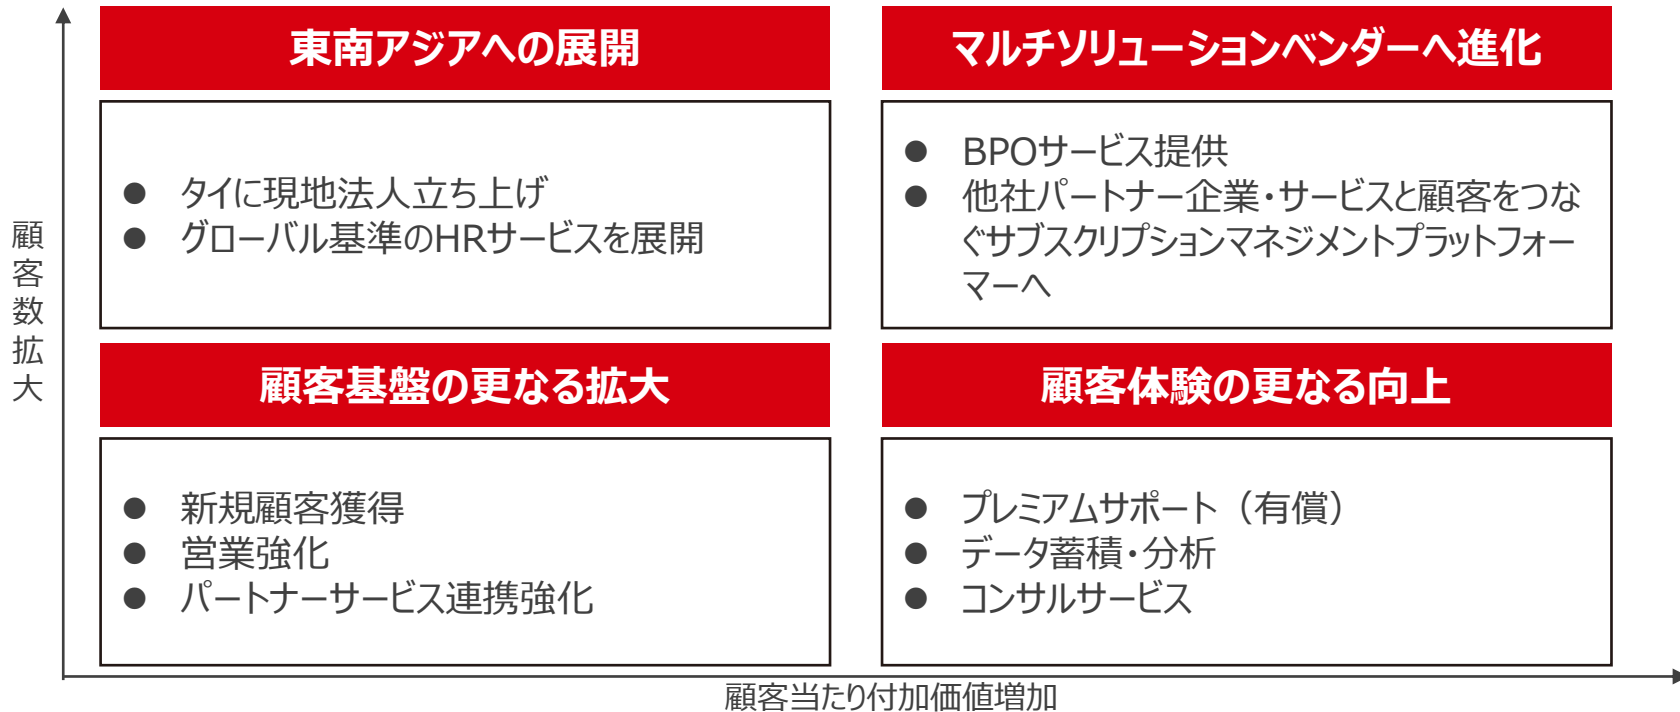 東南アジアへの展開
● タイに現地法人立ち上げ
● グローバル基準のHRサービスを展開
マルチソリューションベンダーへ進化
● BPOサービス提供
● 他社パートナー企業・サービスと顧客をつな
ぐサブスクリプションマネジメントプラットフォー
マーへ
顧客数拡大
顧客基盤の更なる拡大
● 新規顧客獲得
● 営業強化
● パートナーサービス連携強化
顧客体験の更なる向上
● プレミアムサポート（有償）
● データ蓄積・分析
● コンサルサービス
顧客当たり付加価値増加